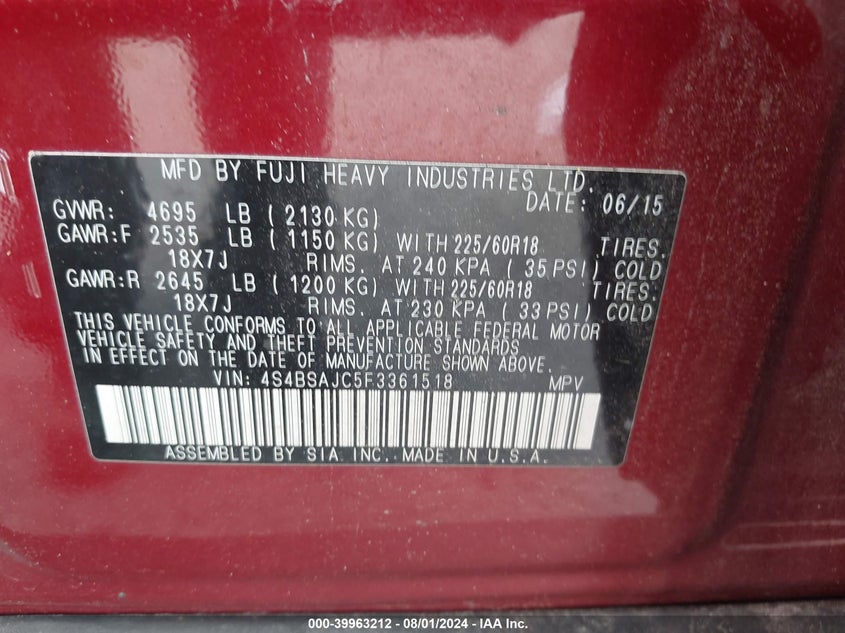 MFD BY FUJI HEAVY INDUSTRIES LTD.
DATE: 06/15
GVWR: 4695 LB ( 2130 KG)
GAWR:F 2535 LB ( 1150 KG) WITH 225/60R18 TIRES.
18X7J RIMS. AT 240 KPA ( 35 PSI) COLD
GAWR:R 2645 LB ( 1200 KG) WITH 225/60R18 TIRES.
18X7J RIMS. AT 230 KPA ( 33 PSI) COLD
THIS VEHICLE CONFORMS TO ALL APPLICABLE FEDERAL MOTOR
VEHICLE SAFETY AND THEFT PREVENTION STANDARDS
IN EFFECT ON THE DATE OF MANUFACTURE SHOWN ABOVE.
VIN: 4S4BSAJC5F3361518 MPV
ASSEMBLED BY SIA INC. MADE IN U.S.A.
000-39963212 - 08/01/2024 - IAA Inc.